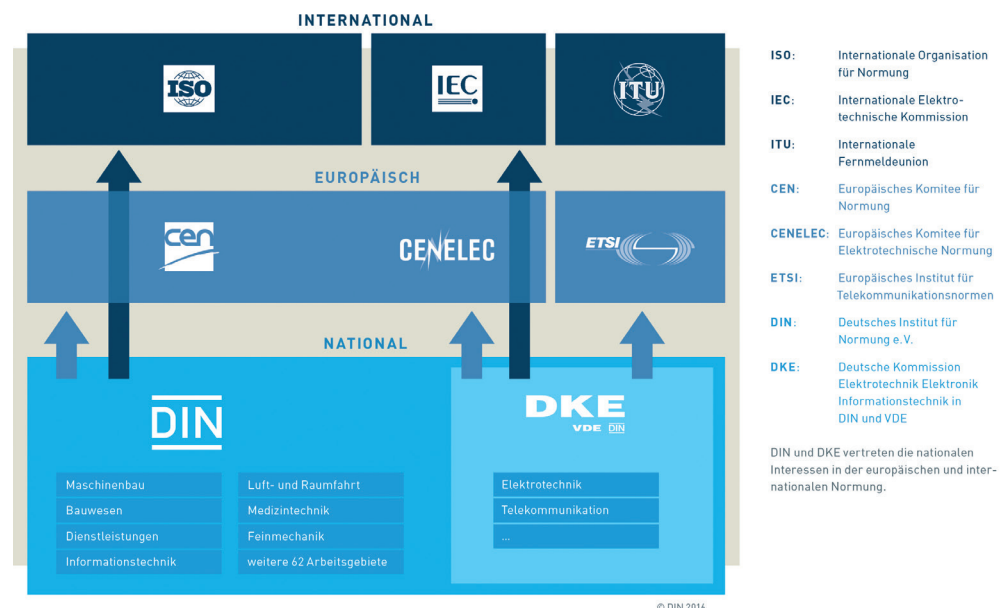 INTERNATIONAL
ISO
IEC
ITU
EUROPÄISCH
cen
CENELEC
ETSI
NATIONAL
DIN
Maschinenbau
Bauwesen
Dienstleistungen
Informationstechnik
Luft- und Raumfahrt
Medizintechnik
Feinmechanik
weitere 62 Arbeitsgebiete
DKE
VDE DIN
Elektrotechnik
Telekommunikation
...
© DIN 2016
ISO: Internationale Organisation
für Normung
IEC: Internationale Elektro-
technische Kommission
ITU: Internationale
Fernmeldeunion
CEN: Europäisches Komitee für
Normung
CENELEC: Europäisches Komitee für
Elektrotechnische Normung
ETSI: Europäisches Institut für
Telekommunikationsnormen
DIN: Deutsches Institut für
Normung e.V.
DKE: Deutsche Kommission
Elektrotechnik Elektronik
Informationstechnik in
DIN und VDE
DIN und DKE vertreten die nationalen
Interessen in der europäischen und inter-
nationalen Normung.